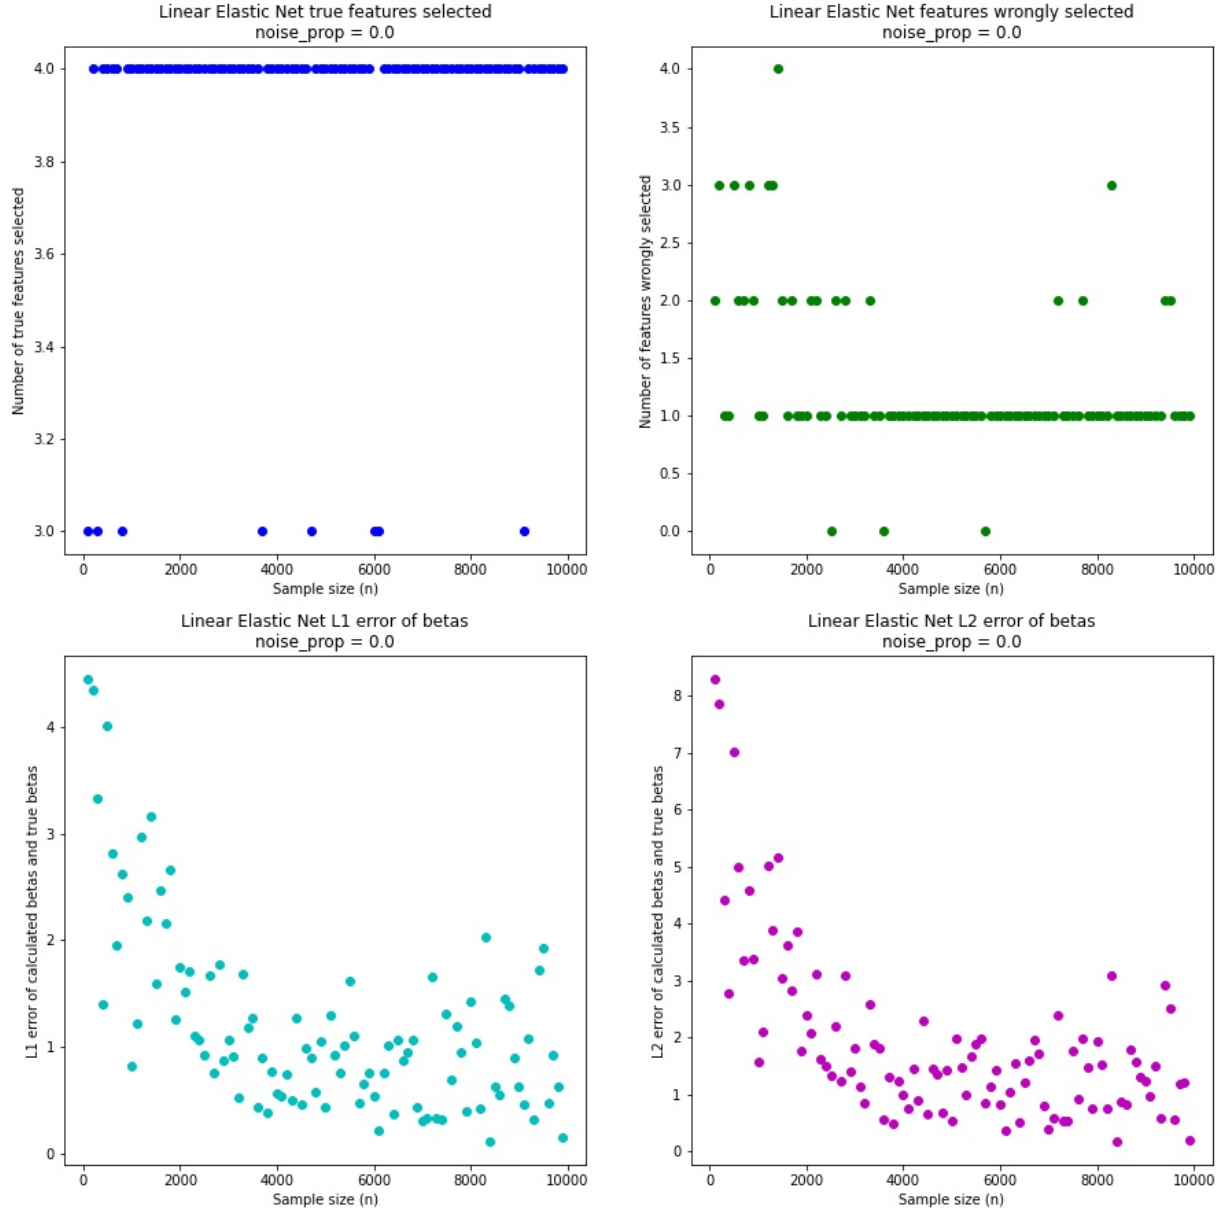 Linear Elastic Net true features selected
noise_prop = 0.0
Number of true features selected
4.0
3.8
3.6
3.4
3.2
3.0
0 2000 4000 6000 8000 10000
Sample size (n)
Linear Elastic Net features wrongly selected
noise_prop = 0.0
Number of features wrongly selected
4.0
3.5
3.0
2.5
2.0
1.5
1.0
0.5
0.0
0 2000 4000 6000 8000 10000
Sample size (n)
Linear Elastic Net L1 error of betas
noise_prop = 0.0
L1 error of calculated betas and true betas
4
3
2
1
0
0 2000 4000 6000 8000 10000
Sample size (n)
Linear Elastic Net L2 error of betas
noise_prop = 0.0
L2 error of calculated betas and true betas
8
7
6
5
4
3
2
1
0
0 2000 4000 6000 8000 10000
Sample size (n)